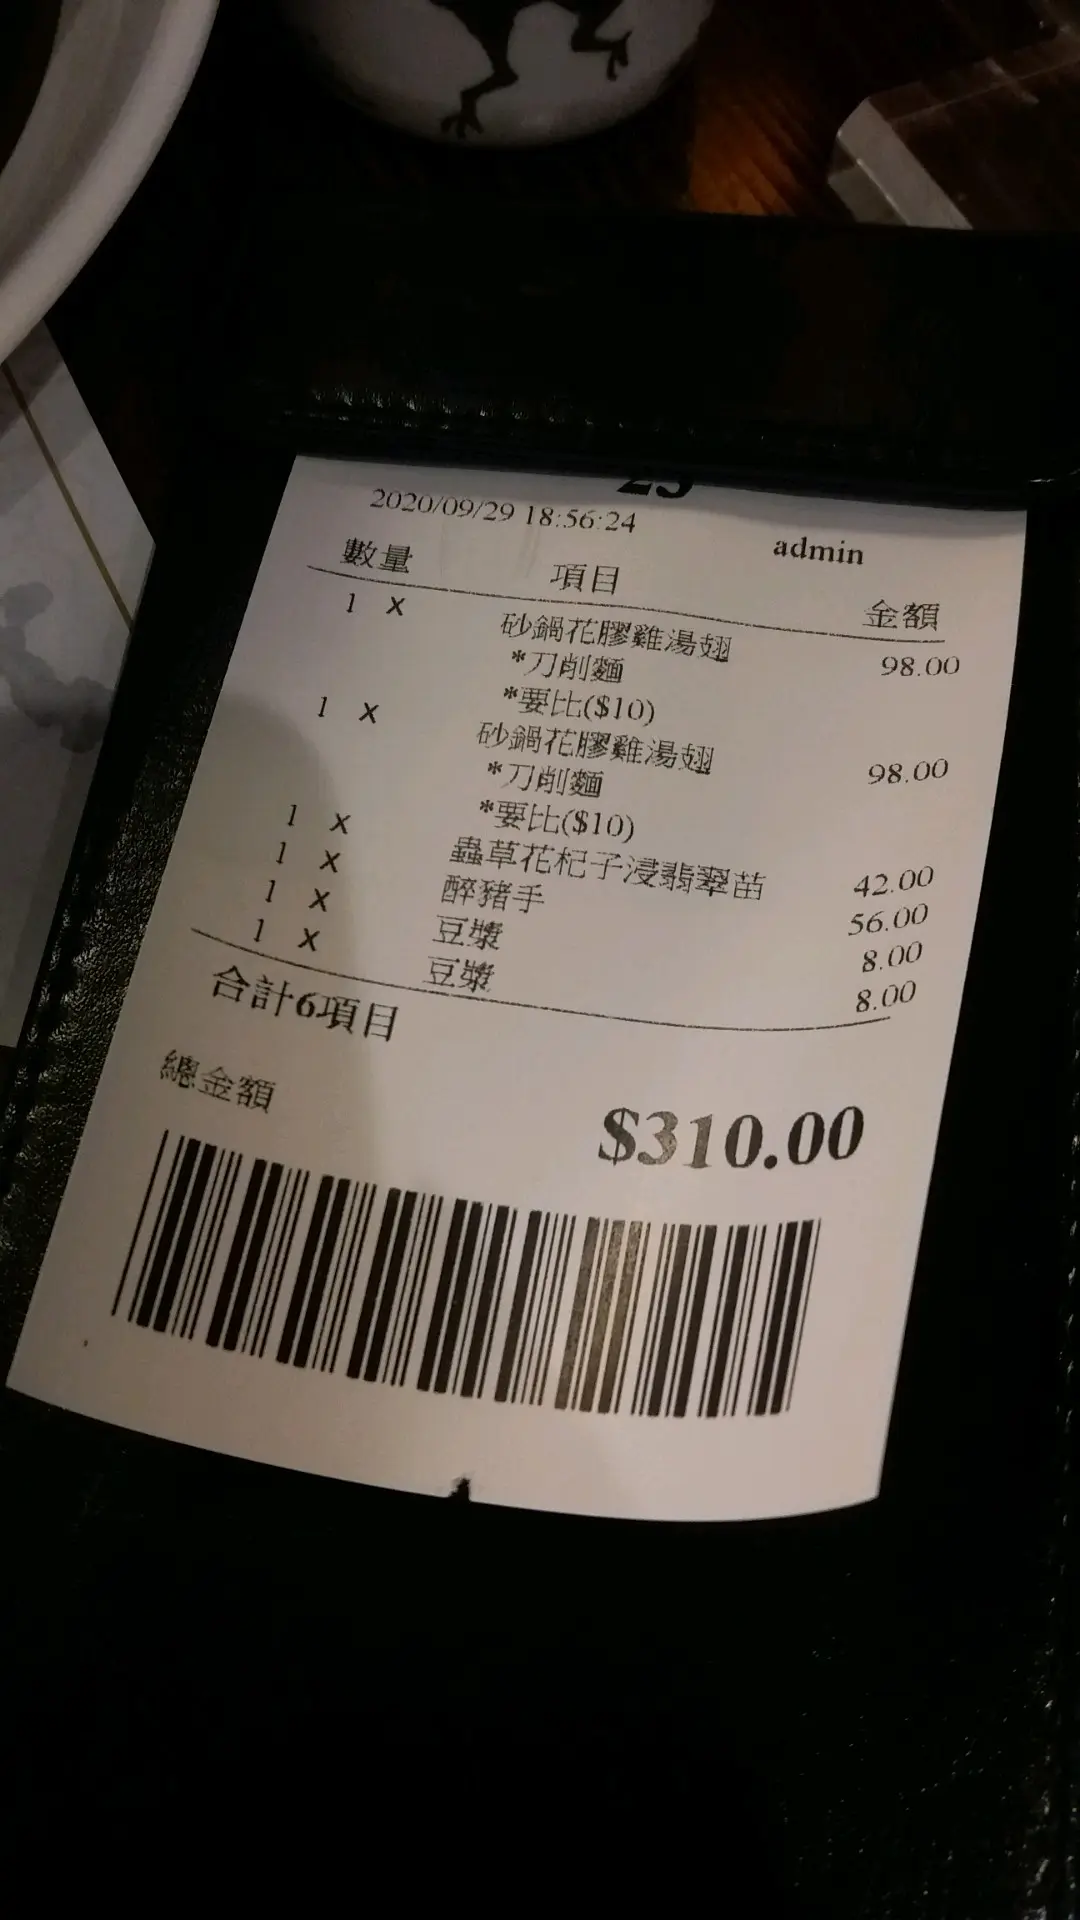 2020/09/29 18:56:24 admin
數量 項目 金額
1 x 砂鍋花膠雞湯翅 98.00
*刀削麵
*要比($10)
1 x 砂鍋花膠雞湯翅 98.00
*刀削麵
*要比($10)
1 x 蟲草花杞子浸翡翠苗 42.00
1 x 醉豬手 56.00
1 x 豆漿 8.00
1 x 豆漿 8.00
合計6項目
總金額 $310.00